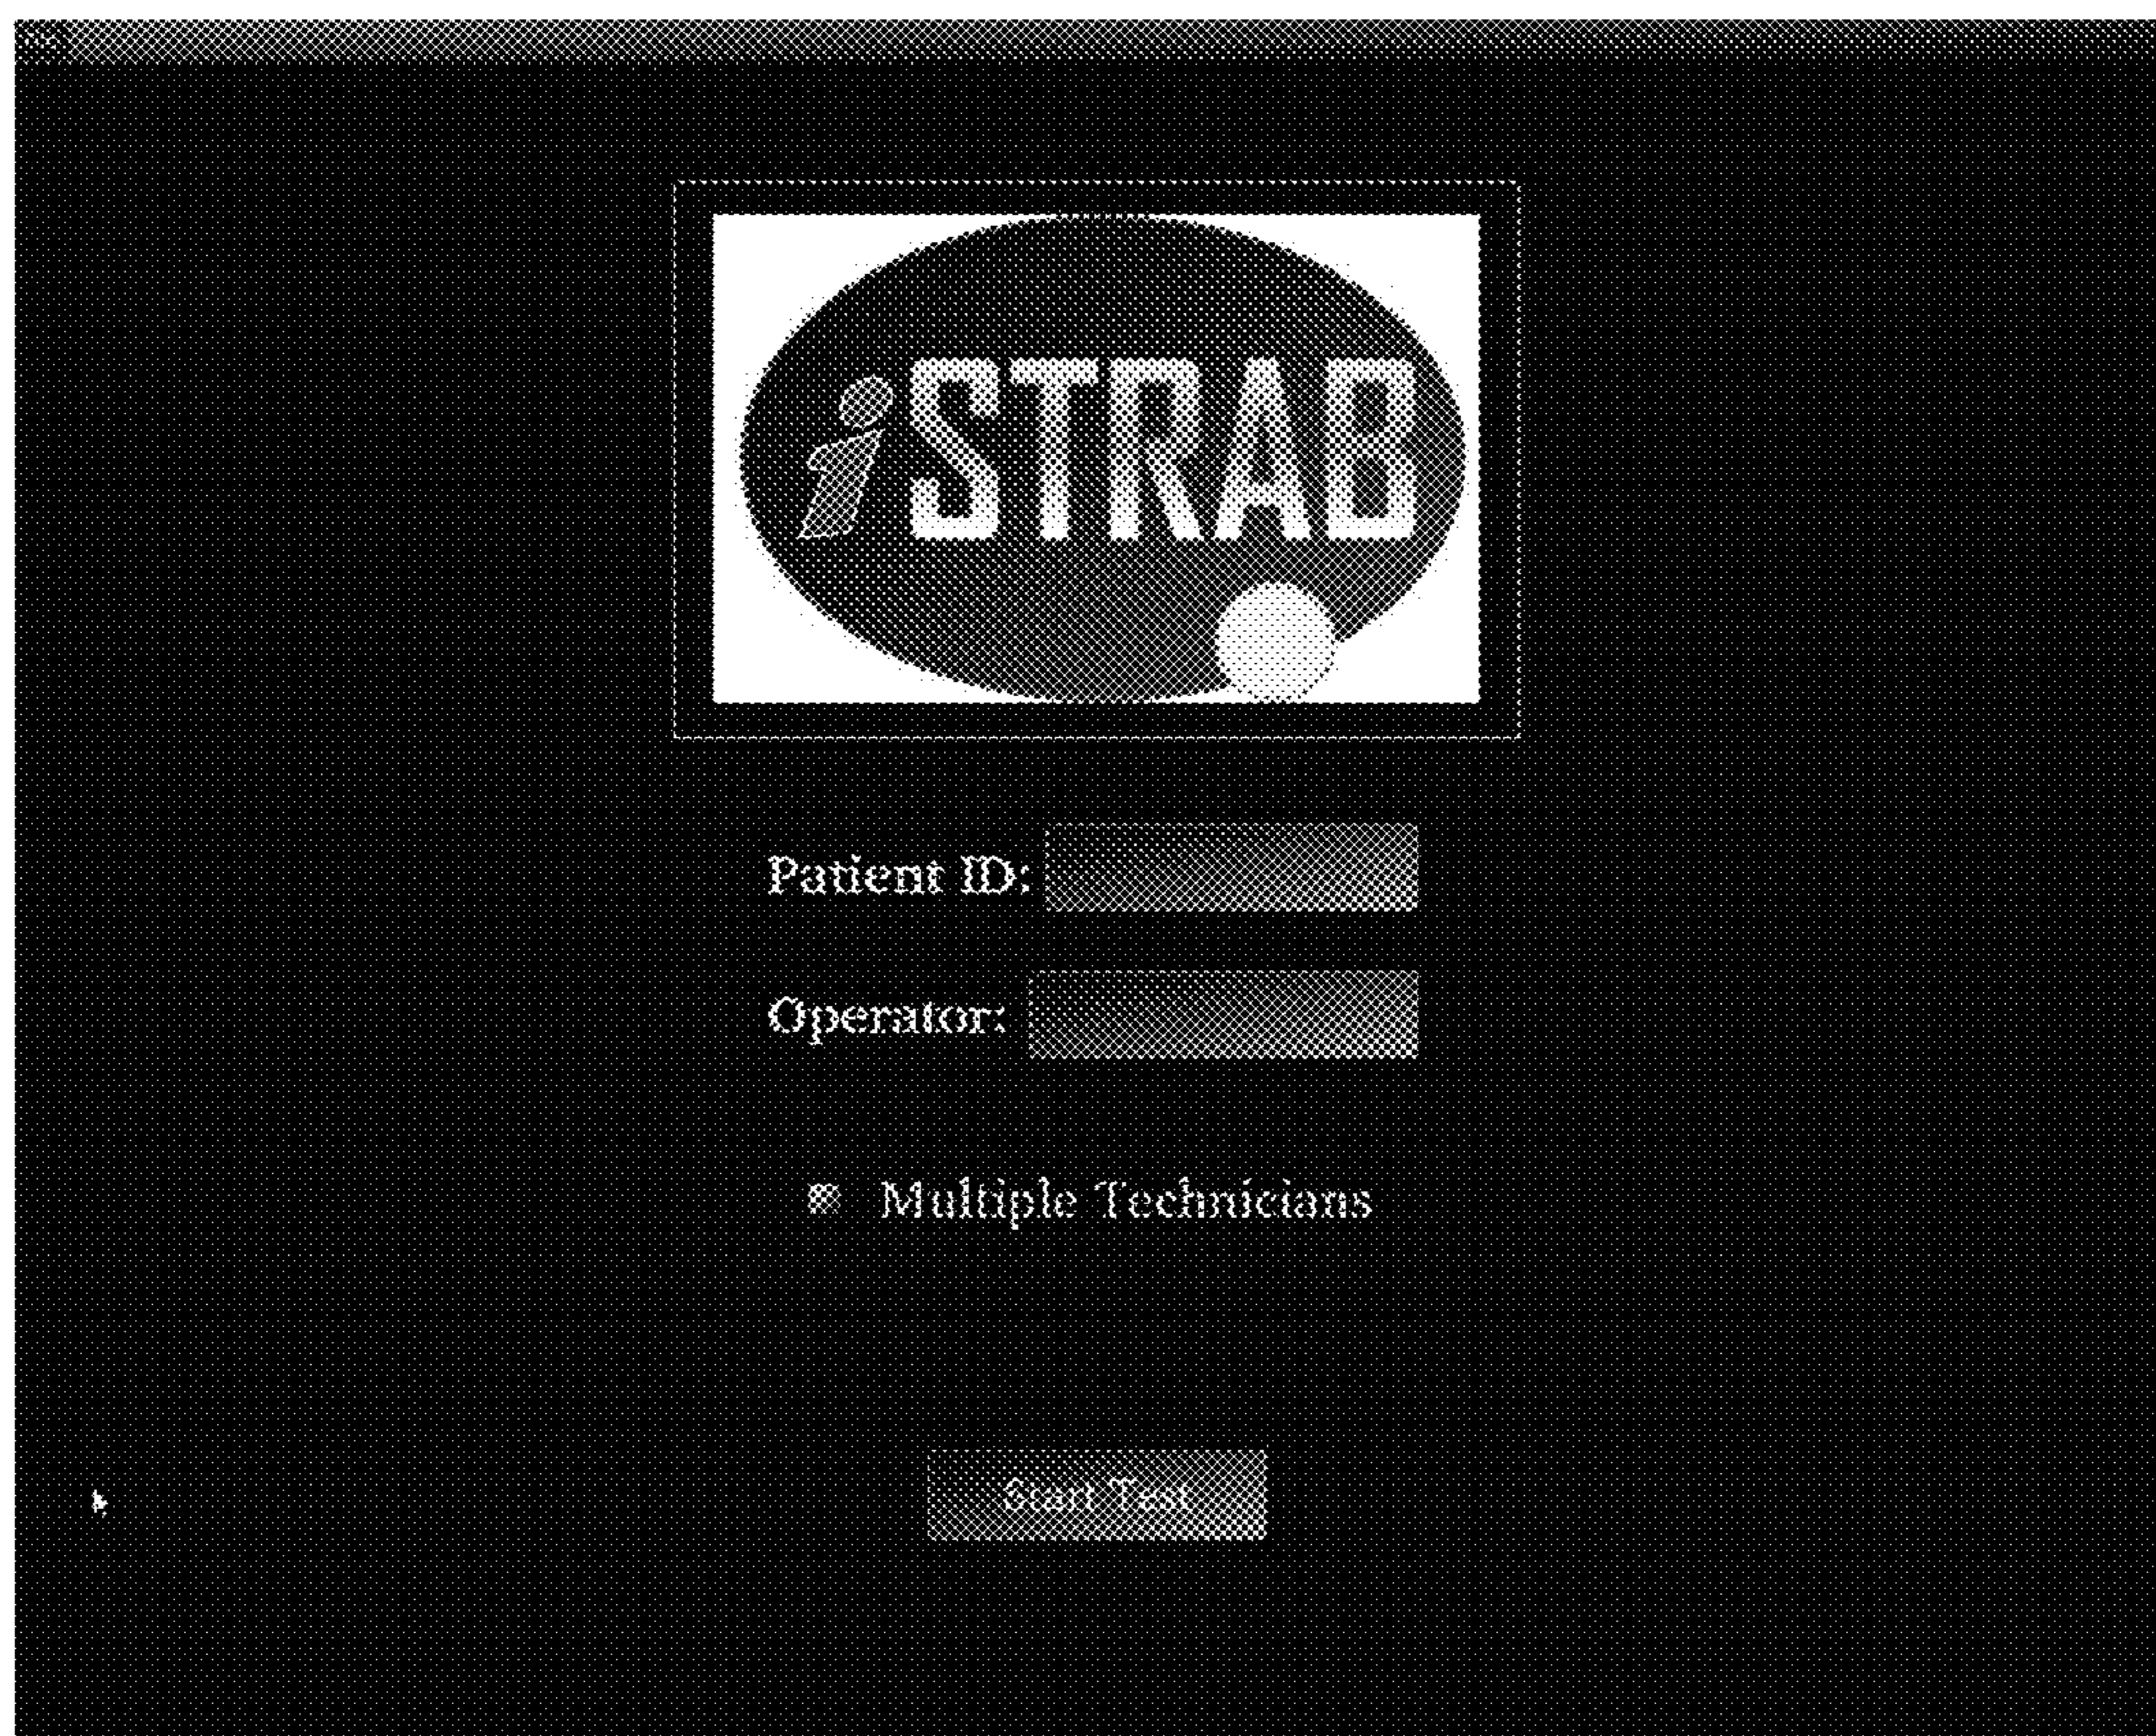 iSTRAB
Patient ID:
Operator:
Multiple Technicians
Start Test